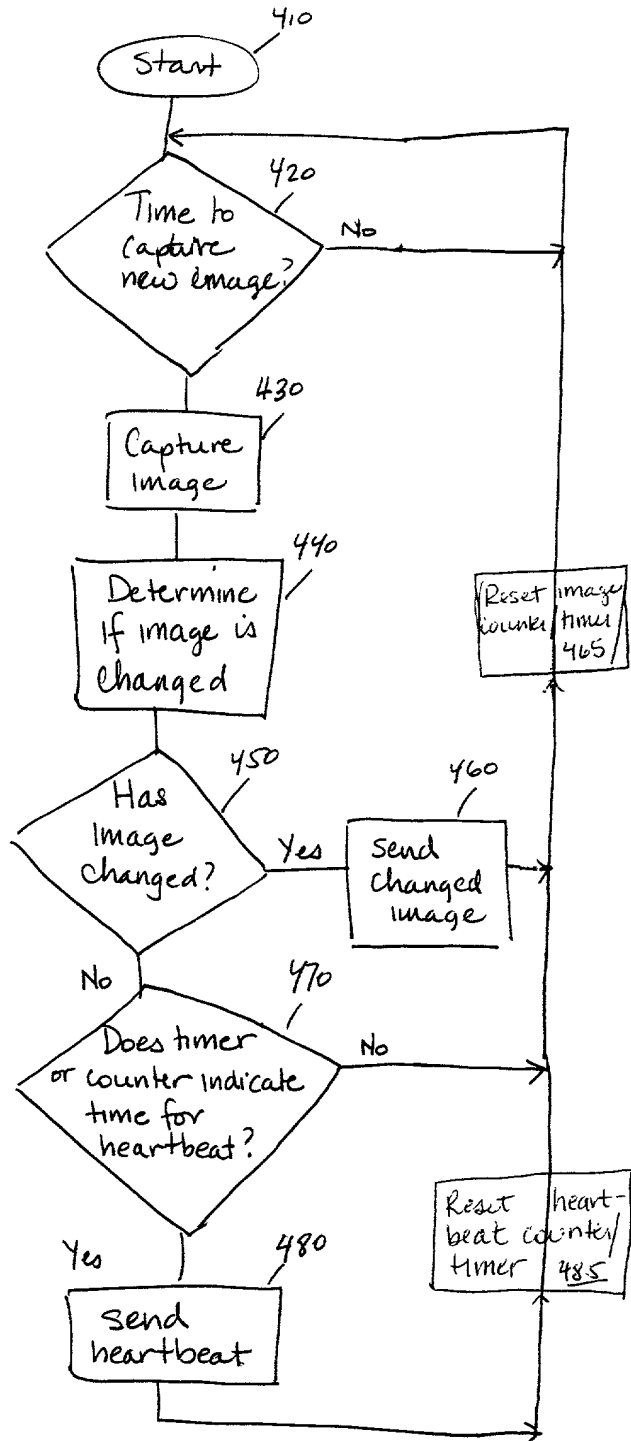 410
Start
420
Time to
capture
new image?
No
430
Capture
Image
440
Determine
if image is
changed
Reset image
counter/timer
465
450
Has
image
changed?
Yes
460
Send
changed
image
No
470
Does timer
or counter indicate
time for
heartbeat?
No
Reset heart-
beat counter/
timer 485
Yes
480
send
heartbeat